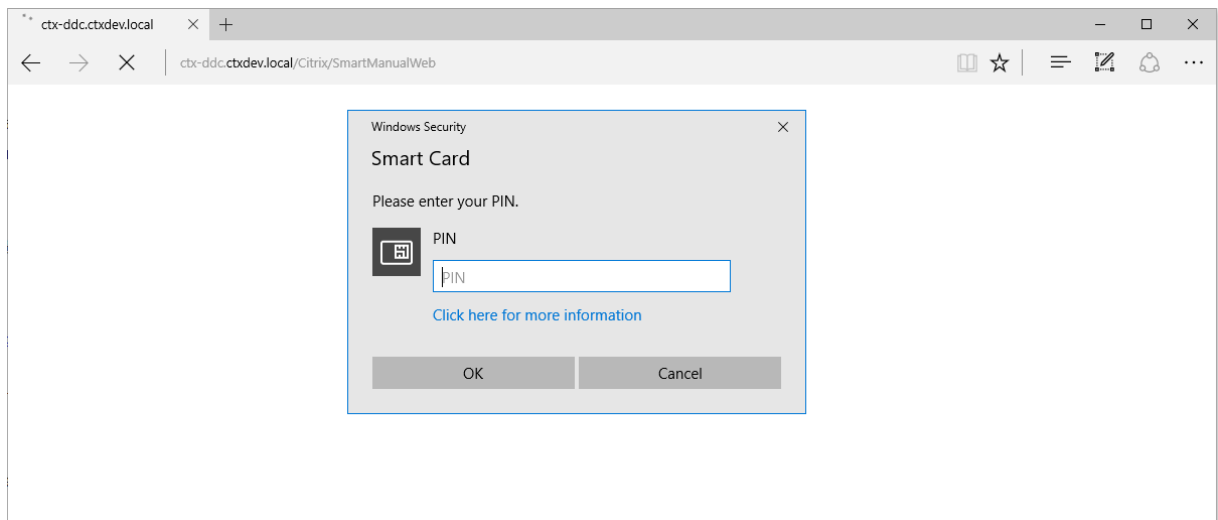 ctx-ddc.ctxdev.local
ctx-ddc.ctxdev.local/Citrix/SmartManualWeb
Windows Security
Smart Card
Please enter your PIN.
PIN
PIN
Click here for more information
OK Cancel